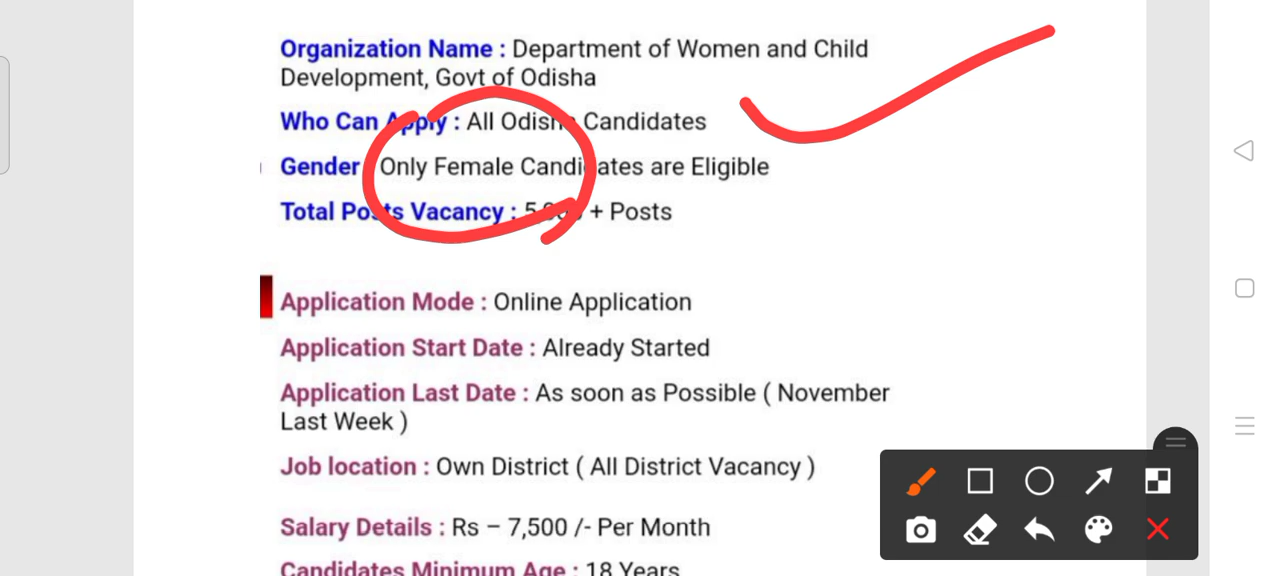 Organization Name : Department of Women and Child
Development, Govt of Odisha
Who Can Apply : All Odisha Candidates
Gender Only Female Candidates are Eligible
Total Posts Vacancy : + Posts
Application Mode : Online Application
Application Start Date : Already Started
Application Last Date : As soon as Possible ( November
Last Week )
Job location : Own District ( All District Vacancy )
Salary Details : Rs – 7,500 /- Per Month
Candidates Minimum Age : 18 Years